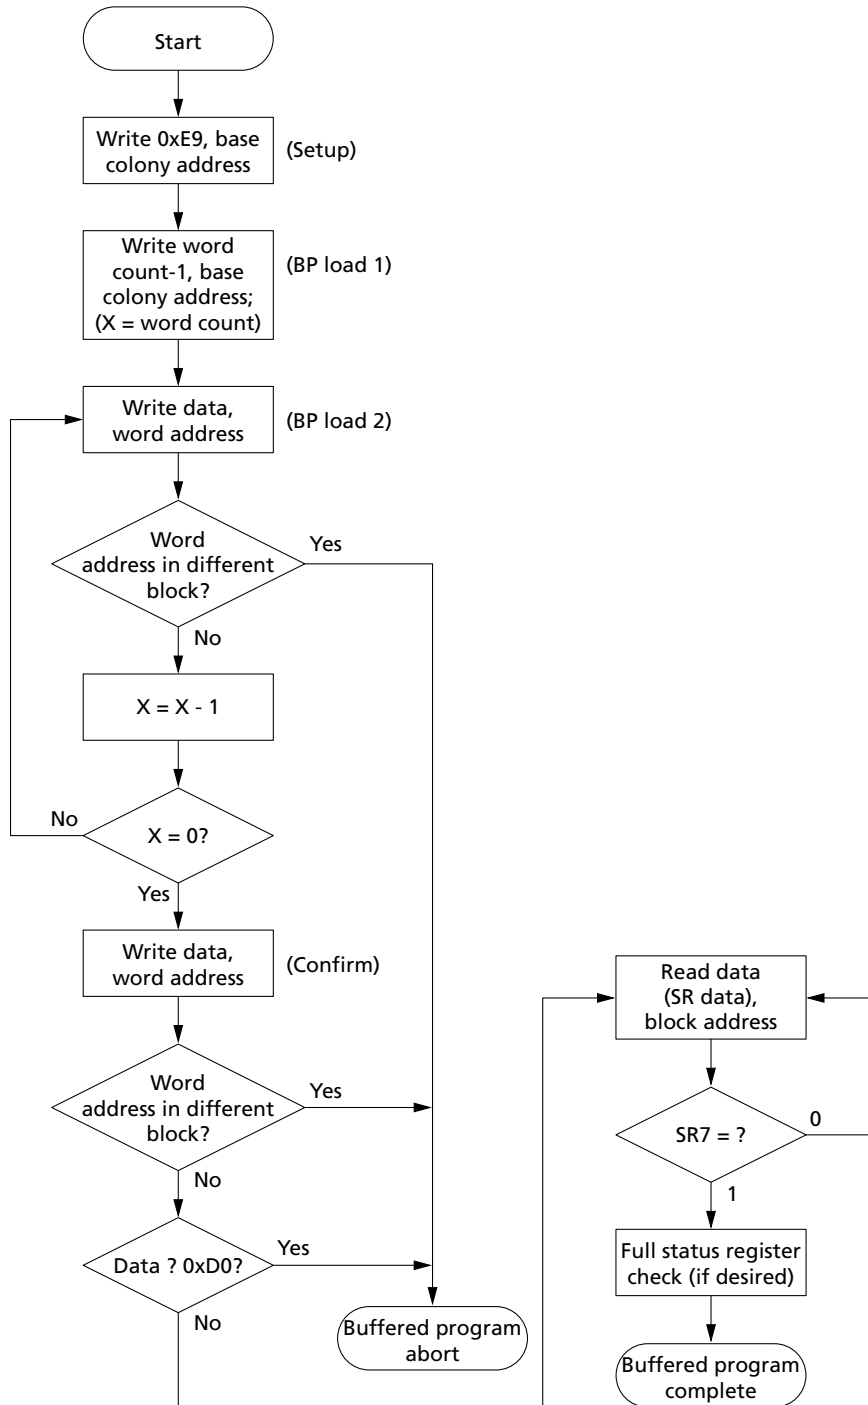 Start
Write 0xE9, base
colony address
(Setup)
Write word
count-1, base
colony address;
(X = word count)
(BP load 1)
Write data,
word address
(BP load 2)
Word
address in different
block?
Yes
No
X = X - 1
X = 0?
No
Yes
Write data,
word address
(Confirm)
Word
address in different
block?
Yes
No
Data ? 0xD0?
Yes
No
Buffered program
abort
Read data
(SR data),
block address
SR7 = ?
0
1
Full status register
check (if desired)
Buffered program
complete